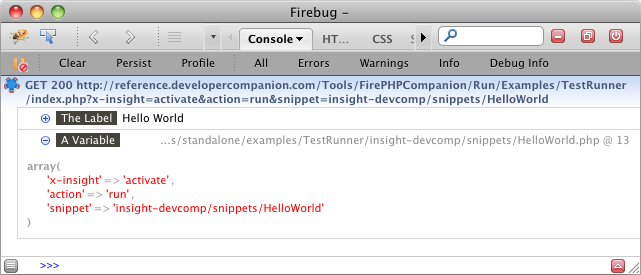 Firebug –
Console HT... CSS S
Clear Persist Profile All Errors Warnings Info Debug Info
GET 200 http://reference.developercompanion.com/Tools/FirePHPCompanion/Run/Examples/TestRunner
/index.php?x-insight=activate&action=run&snippet=insight-devcomp/snippets/HelloWorld
The Label Hello World
A Variable ...s/standalone/examples/TestRunner/insight-devcomp/snippets/HelloWorld.php @ 13
array(
'x-insight' => 'activate',
'action' => 'run',
'snippet' => 'insight-devcomp/snippets/HelloWorld'
)
>>>